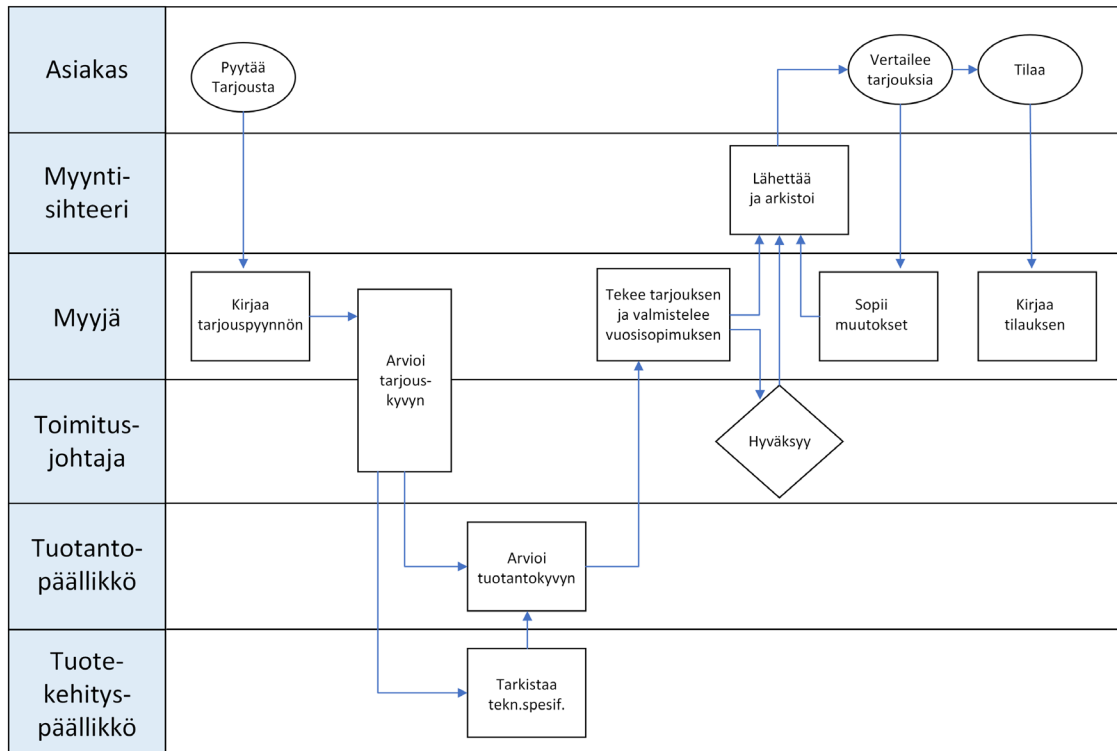 Asiakas
Pyytää
Tarjousta
Vertailee
tarjouksia
Tilaa
Myynti-
sihteeri
Lähettää
ja arkistoi
Myyjä
Kirjaa
tarjouspyynnön
Arvioi
tarjous-
kyvyn
Tekee tarjouksen
ja valmistelee
vuosisopimuksen
Sopii
muutokset
Kirjaa
tilauksen
Toimitus-
johtaja
Hyväksyy
Tuotanto-
päällikkö
Arvioi
tuotantokyvyn
Tuote-
kehitys-
päällikkö
Tarkistaa
tekn.spesif.